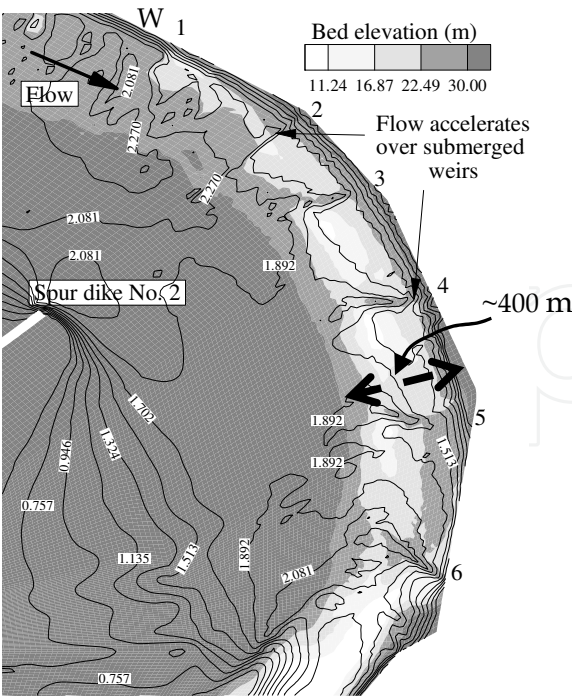 W
1
Bed elevation (m)
11.24 16.87 22.49 30.00
2.081
Flow
2
Flow accelerates
over submerged
weirs
2.270
3
2.270
2.081
2.081
1.892
4
Spur dike No. 2
~400 m
1.702
5
1.892
1.324
0.946
1.892
1.513
0.757
1.135
1.513
1.892
2.081
6
0.757
p